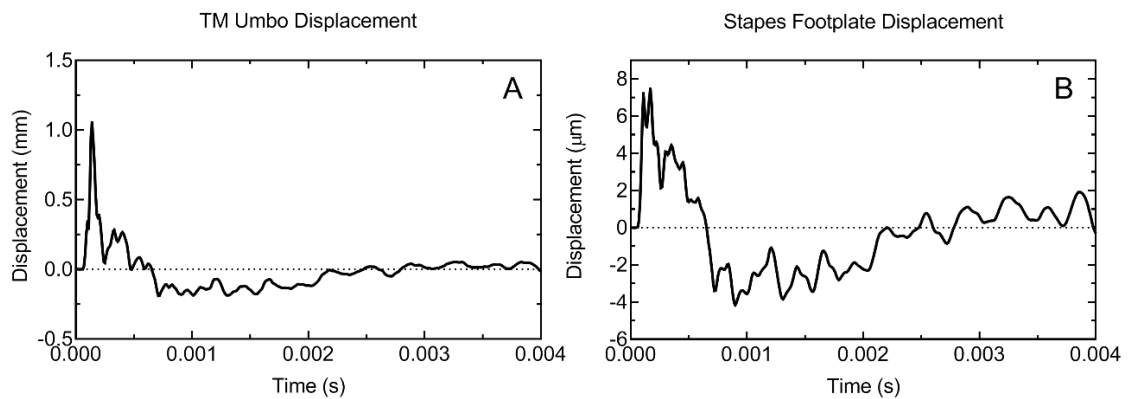 TM Umbo Displacement
A
Displacement (mm)
1.5
1.0
0.5
0.0
-0.5
0.000 0.001 0.002 0.003 0.004
Time (s)
Stapes Footplate Displacement
B
Displacement (μm)
8
6
4
2
0
-2
-4
-6
0.000 0.001 0.002 0.003 0.004
Time (s)